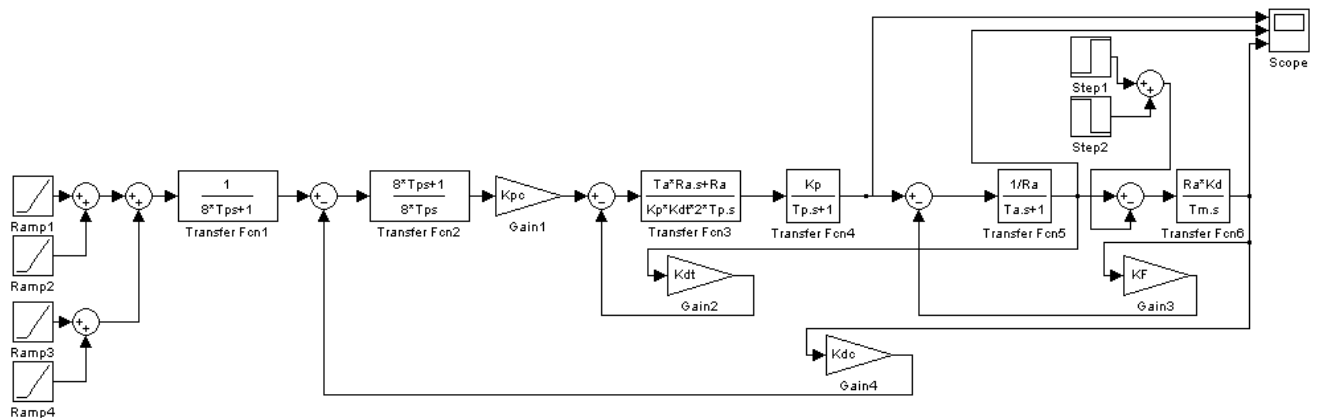 Scope
Step1
Step2
Ramp1
Ramp2
Ramp3
Ramp4
+
+
+
+
+
+
1
8*Tps+1
Transfer Fcn1
+
−
8*Tps+1
8*Tps
Transfer Fcn2
Kpc
Gain1
+
−
Ta*Ra.s+Ra
Kp*Kdt*2*Tp.s
Transfer Fcn3
Kp
Tp.s+1
Transfer Fcn4
+
−
1/Ra
Ta.s+1
Transfer Fcn5
+
+
+
−
Ra*Kd
Tm.s
Transfer Fcn6
Kdt
Gain2
KF
Gain3
Kdc
Gain4